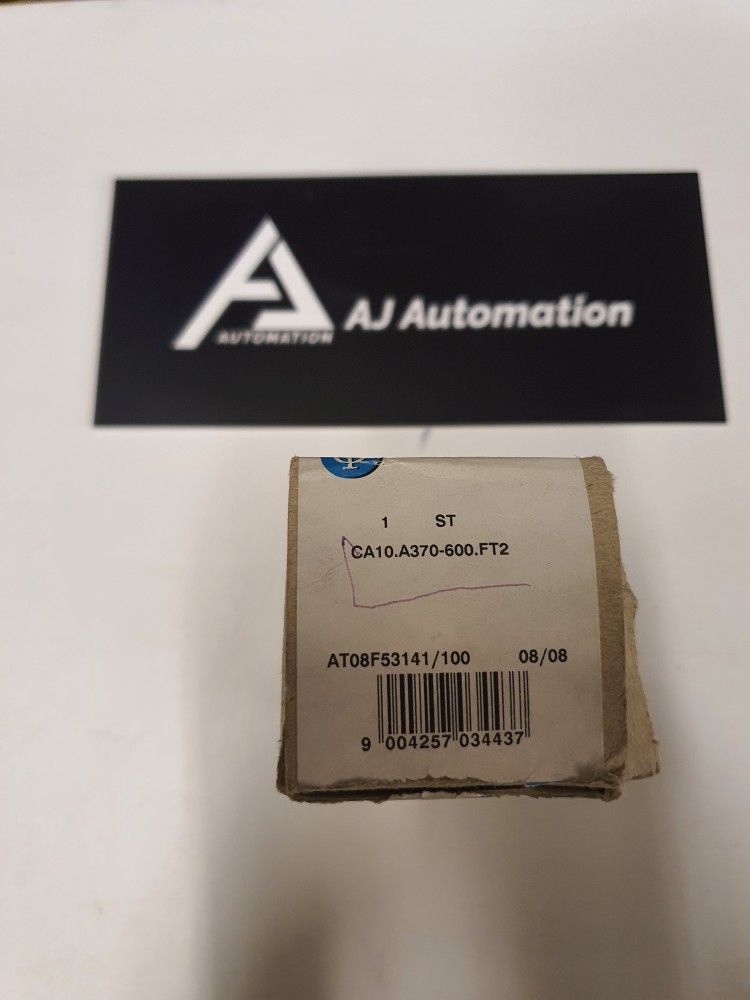 AJ Automation
AUTOMATION
1 ST
CA10.A370-600.FT2
AT08F53141/100 08/08
9 004257 034437